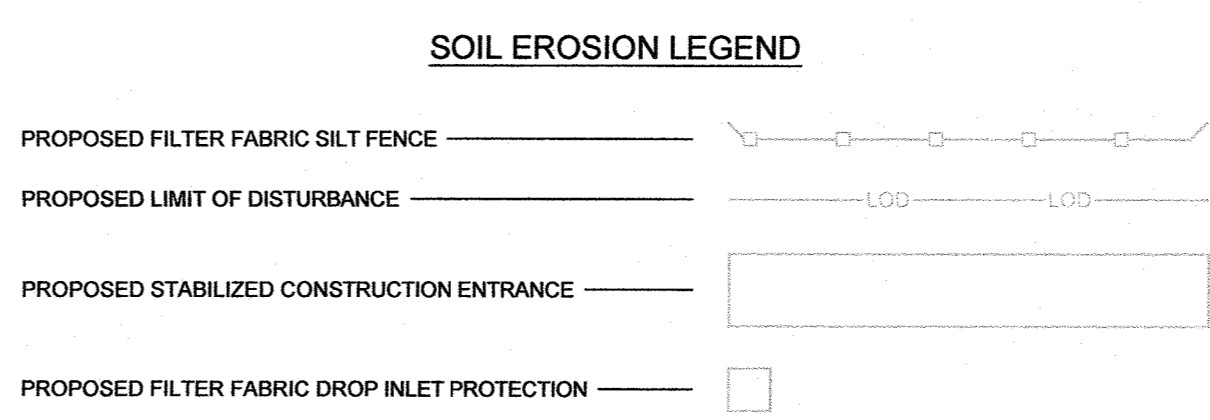 SOIL EROSION LEGEND
PROPOSED FILTER FABRIC SILT FENCE
PROPOSED LIMIT OF DISTURBANCE LOD LOD
PROPOSED STABILIZED CONSTRUCTION ENTRANCE
PROPOSED FILTER FABRIC DROP INLET PROTECTION